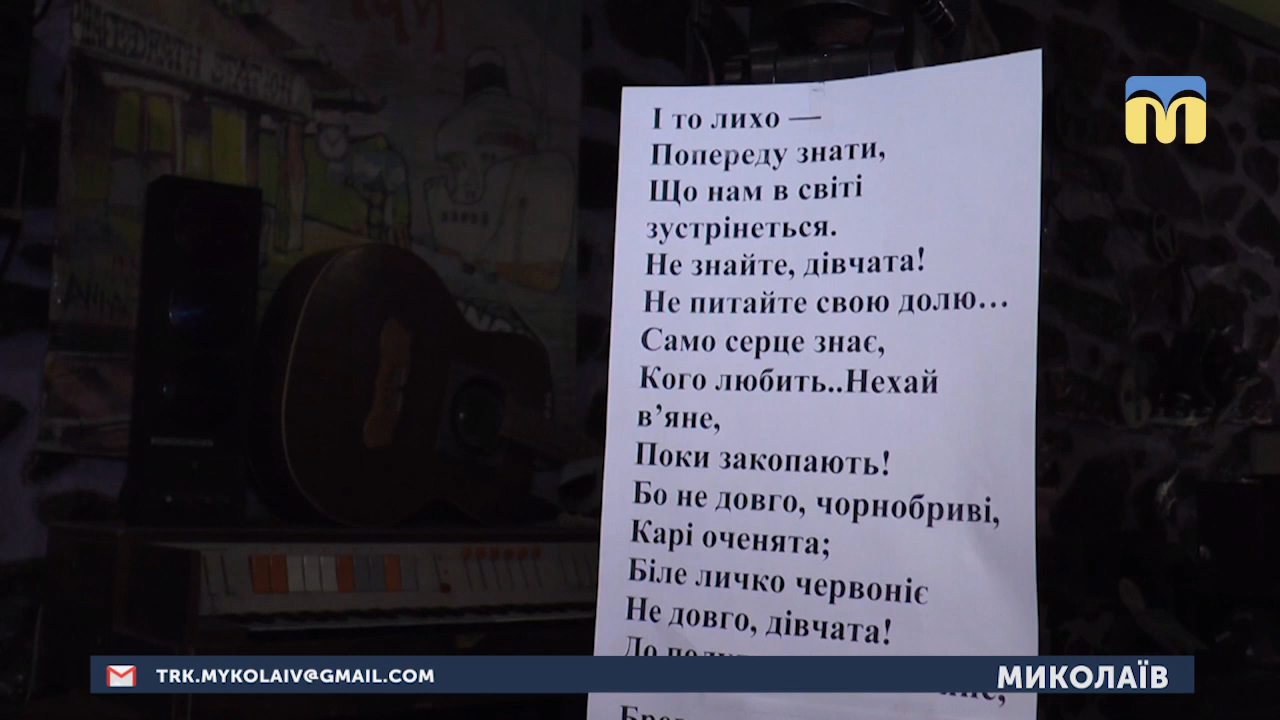 І то лихо —
Попереду знати,
Що нам в світі
зустрінеться.
Не знайте, дівчата!
Не питайте свою долю…
Само серце знає,
Кого любить..Нехай
в’яне,
Поки закопають!
Бо не довго, чорнобриві,
Карі оченята;
Біле личко червоніє
Не довго, дівчата!
До
TRK.MYKOLAIV@GMAIL.COM
МИКОЛАЇВ